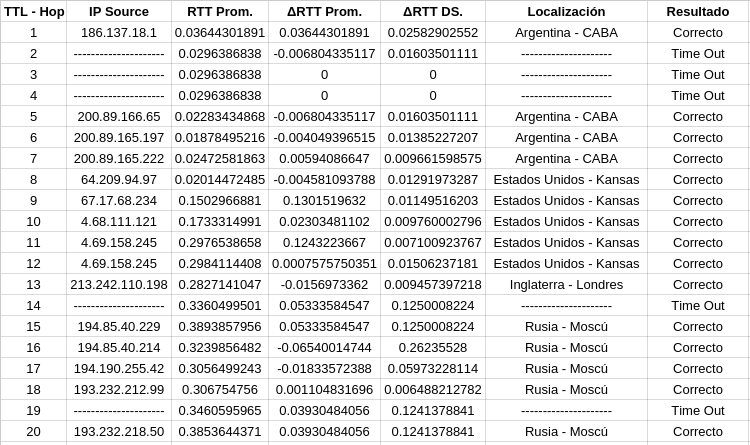 TTL - Hop IP Source RTT Prom. ΔRTT Prom. ΔRTT DS. Localización Resultado
1 186.137.18.1 0.03644301891 0.03644301891 0.02582902552 Argentina - CABA Correcto
2 --------------------- 0.0296386838 -0.006804335117 0.01603501111 --------------------- Time Out
3 --------------------- 0.0296386838 0 0 --------------------- Time Out
4 --------------------- 0.0296386838 0 0 --------------------- Time Out
5 200.89.166.65 0.02283434868 -0.006804335117 0.01603501111 Argentina - CABA Correcto
6 200.89.165.197 0.01878495216 -0.004049396515 0.01385227207 Argentina - CABA Correcto
7 200.89.165.222 0.02472581863 0.00594086647 0.009661598575 Argentina - CABA Correcto
8 64.209.94.97 0.02014472485 -0.004581093788 0.01291973287 Estados Unidos - Kansas Correcto
9 67.17.68.234 0.1502966881 0.1301519632 0.01149516203 Estados Unidos - Kansas Correcto
10 4.68.111.121 0.1733314991 0.02303481102 0.009760002796 Estados Unidos - Kansas Correcto
11 4.69.158.245 0.2976538658 0.1243223667 0.007100923767 Estados Unidos - Kansas Correcto
12 4.69.158.245 0.2984114408 0.0007575750351 0.01506237181 Estados Unidos - Kansas Correcto
13 213.242.110.198 0.2827141047 -0.0156973362 0.009457397218 Inglaterra - Londres Correcto
14 --------------------- 0.3360499501 0.05333584547 0.1250008224 --------------------- Time Out
15 194.85.40.229 0.3893857956 0.05333584547 0.1250008224 Rusia - Moscú Correcto
16 194.85.40.214 0.3239856482 -0.06540014744 0.26235528 Rusia - Moscú Correcto
17 194.190.255.42 0.3056499243 -0.01833572388 0.05973228114 Rusia - Moscú Correcto
18 193.232.212.99 0.306754756 0.001104831696 0.006488212782 Rusia - Moscú Correcto
19 --------------------- 0.3460595965 0.03930484056 0.1241378841 --------------------- Time Out
20 193.232.218.50 0.3853644371 0.03930484056 0.1241378841 Rusia - Moscú Correcto